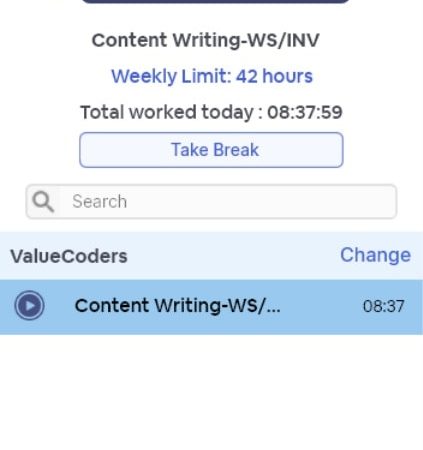 Content Writing-WS/INV
Weekly Limit: 42 hours
Total worked today : 08:37:59
Take Break
Search
ValueCoders Change
Content Writing-WS/... 08:37